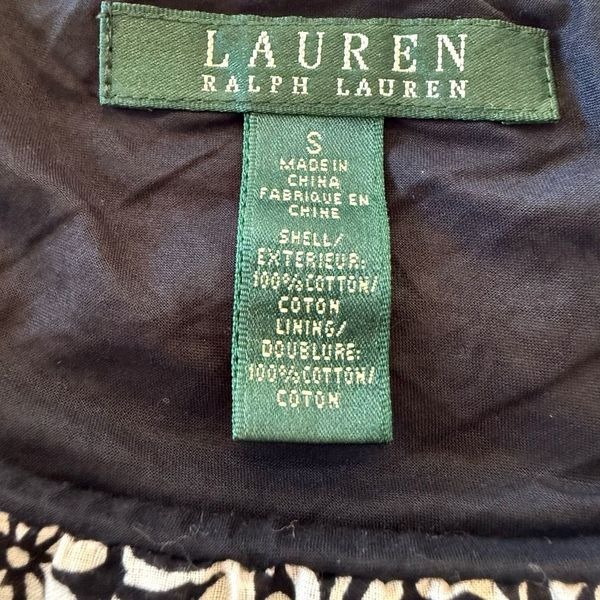 LAUREN
RALPH LAUREN
S
MADE IN
CHINA
FABRIQUE EN
CHINE
SHELL/
EXTERIEUR:
100%COTTON/
COTON
LINING/
DOUBLURE:
100%COTTON/
COTON